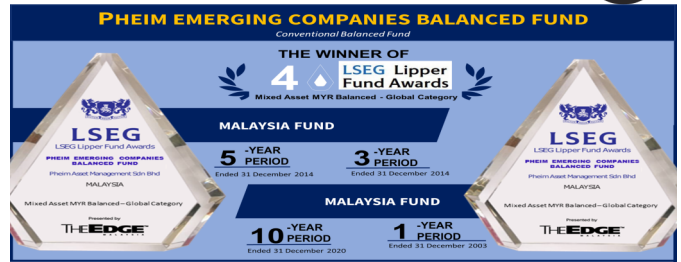 PHEIM EMERGING COMPANIES BALANCED FUND
Conventional Balanced Fund
THE WINNER OF
4 LSEG Lipper Fund Awards
Mixed Asset MYR Balanced - Global Category
LSEG
LSEG Lipper Fund Awards
PHEIM EMERGING COMPANIES
BALANCED FUND
Pheim Asset Management Sdn Bhd
MALAYSIA
Mixed Asset MYR Balanced—Global Category
Presented by
THEEDGE
MALAYSIA
MALAYSIA FUND
5 -YEAR PERIOD
Ended 31 December 2014
3 -YEAR PERIOD
Ended 31 December 2014
MALAYSIA FUND
10 -YEAR PERIOD
Ended 31 December 2020
1 -YEAR PERIOD
Ended 31 December 2003
LSEG
LSEG Lipper Fund Awards
PHEIM EMERGING COMPANIES
BALANCED FUND
Pheim Asset Management Sdn Bhd
MALAYSIA
Mixed Asset MYR Balanced—Global Category
Presented by
THEEDGE
MALAYSIA